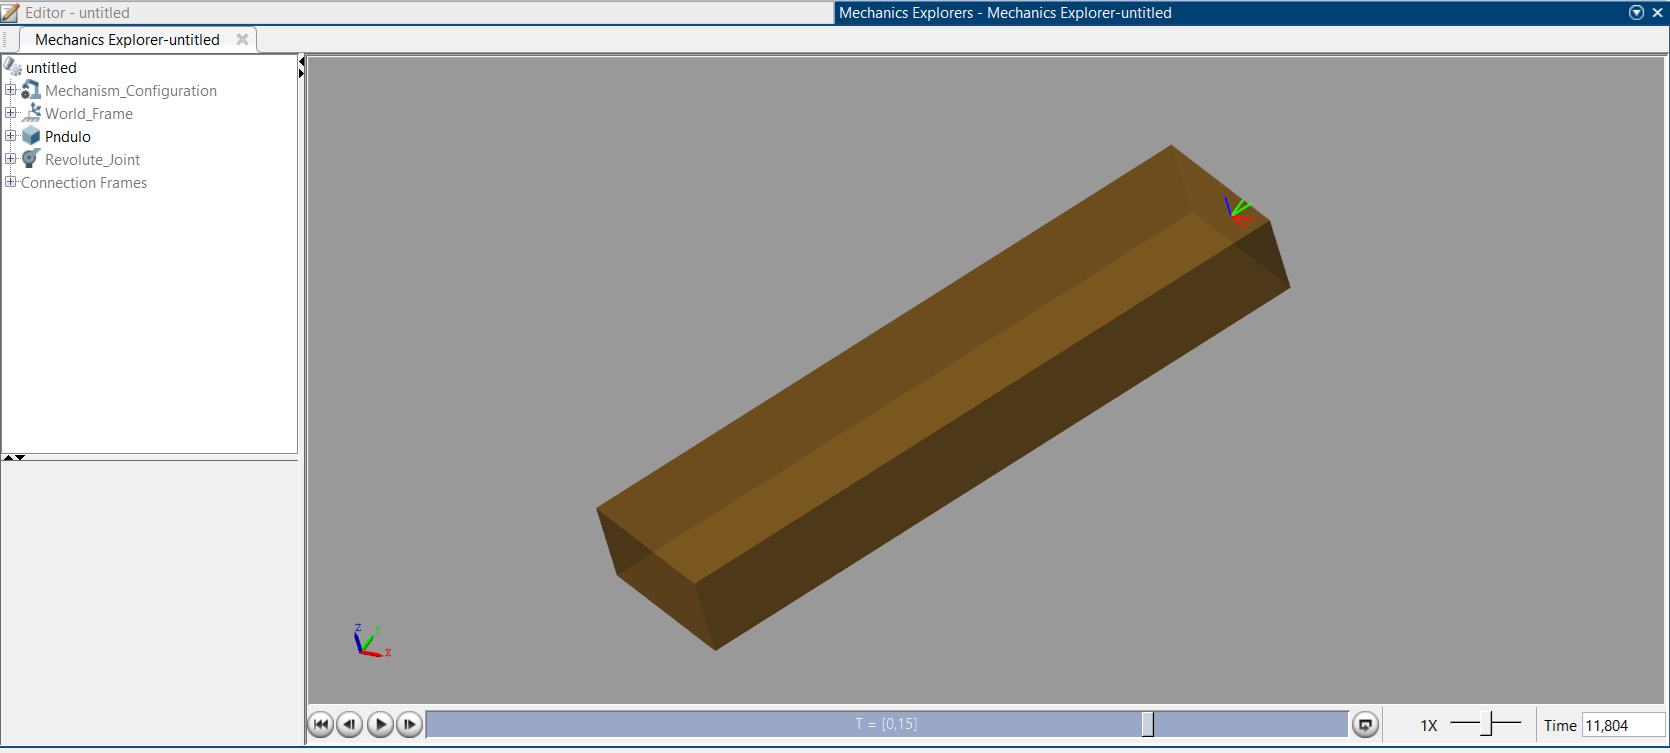 Editor - untitled
Mechanics Explorers - Mechanics Explorer-untitled
Mechanics Explorer-untitled
untitled
Mechanism_Configuration
World_Frame
Pndulo
Revolute_Joint
Connection Frames
Z
Y
X
T = [0,15]
1X
Time 11,804